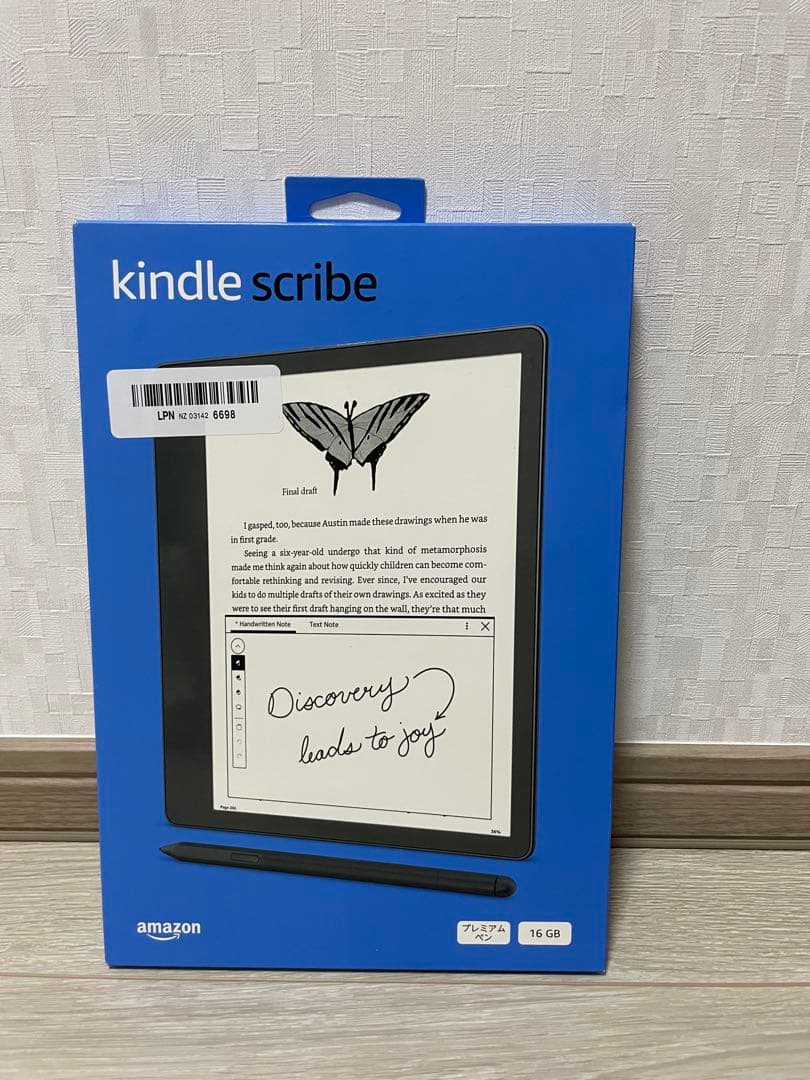 kindle scribe
LPN NZ 03142 6698
Final draft
I gasped, too, because Austin made these drawings when he was
in first grade.
Seeing a six-year-old undergo that kind of metamorphosis
made me think again about how quickly children can become com-
fortable rethinking and revising. Ever since, I've encouraged our
kids to do multiple drafts of their own drawings. As excited as they
were to see their first draft hanging on the wall, they're that much
* Handwritten Note Text Note
Discovery
leads to joy
Page 203
36%
amazon
プレミアム
ペン
16 GB